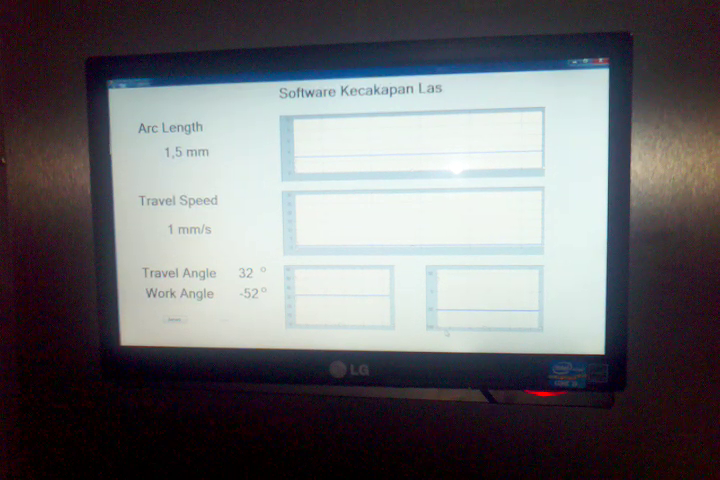 Software Kecakapan Las
Arc Length
1,5 mm
Travel Speed
1 mm/s
Travel Angle 32 °
Work Angle -52°
LG
intel